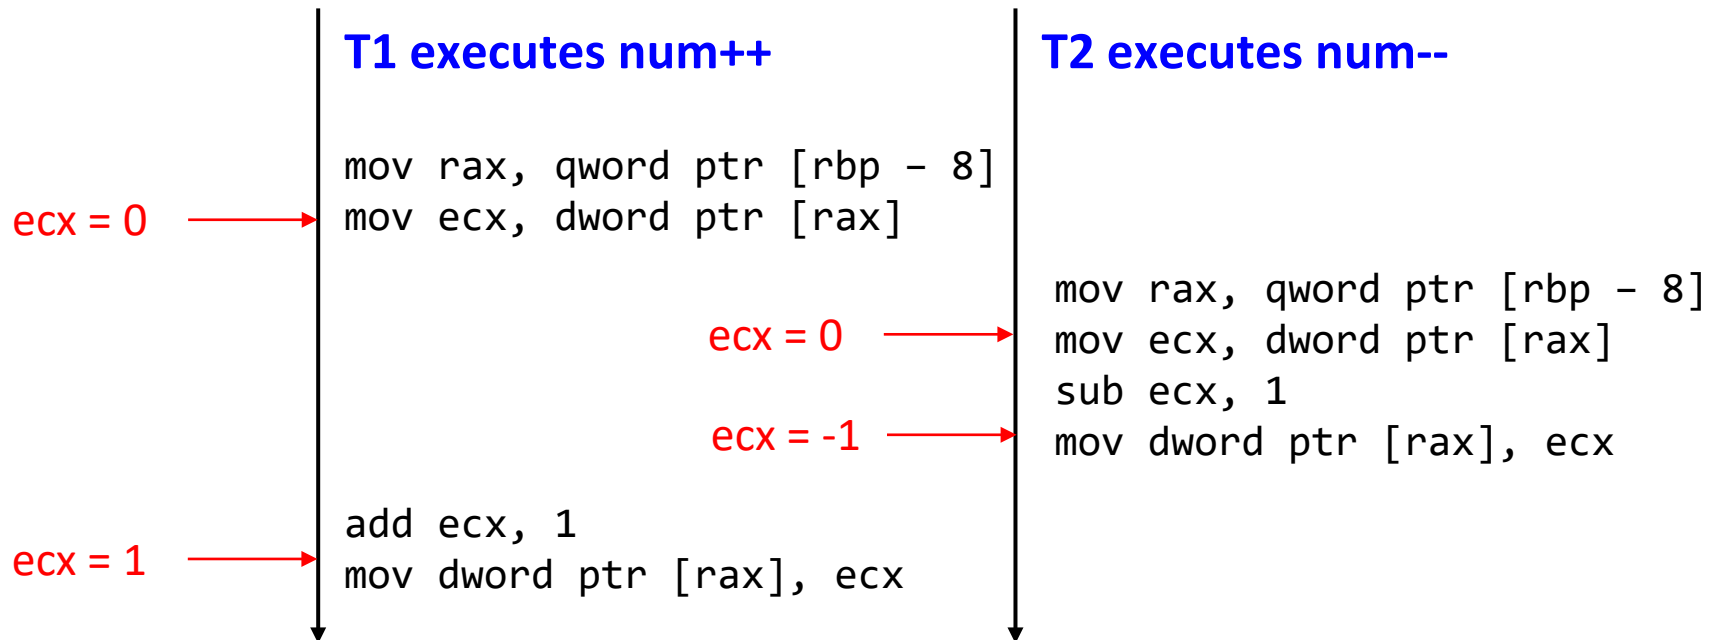 T1 executes num++
T2 executes num--
mov rax, qword ptr [rbp – 8]
ecx = 0
mov ecx, dword ptr [rax]
mov rax, qword ptr [rbp – 8]
ecx = 0
mov ecx, dword ptr [rax]
sub ecx, 1
ecx = -1
mov dword ptr [rax], ecx
add ecx, 1
ecx = 1
mov dword ptr [rax], ecx